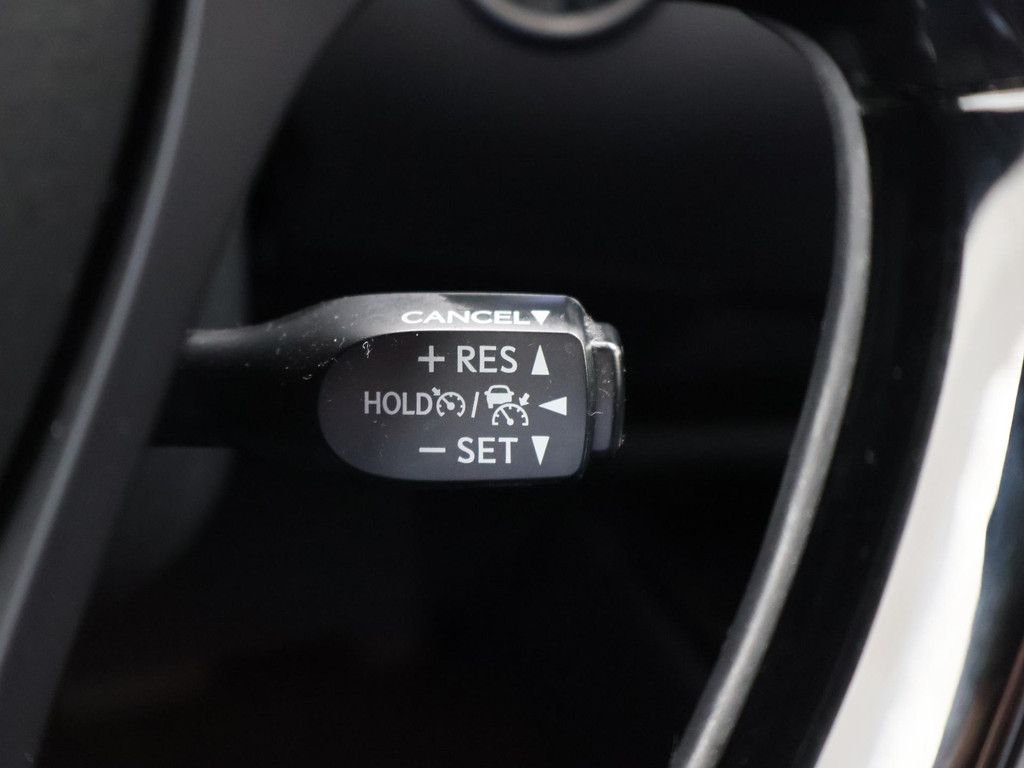 CANCEL▼
+ RES ▲
HOLD / ◀
− SET ▼